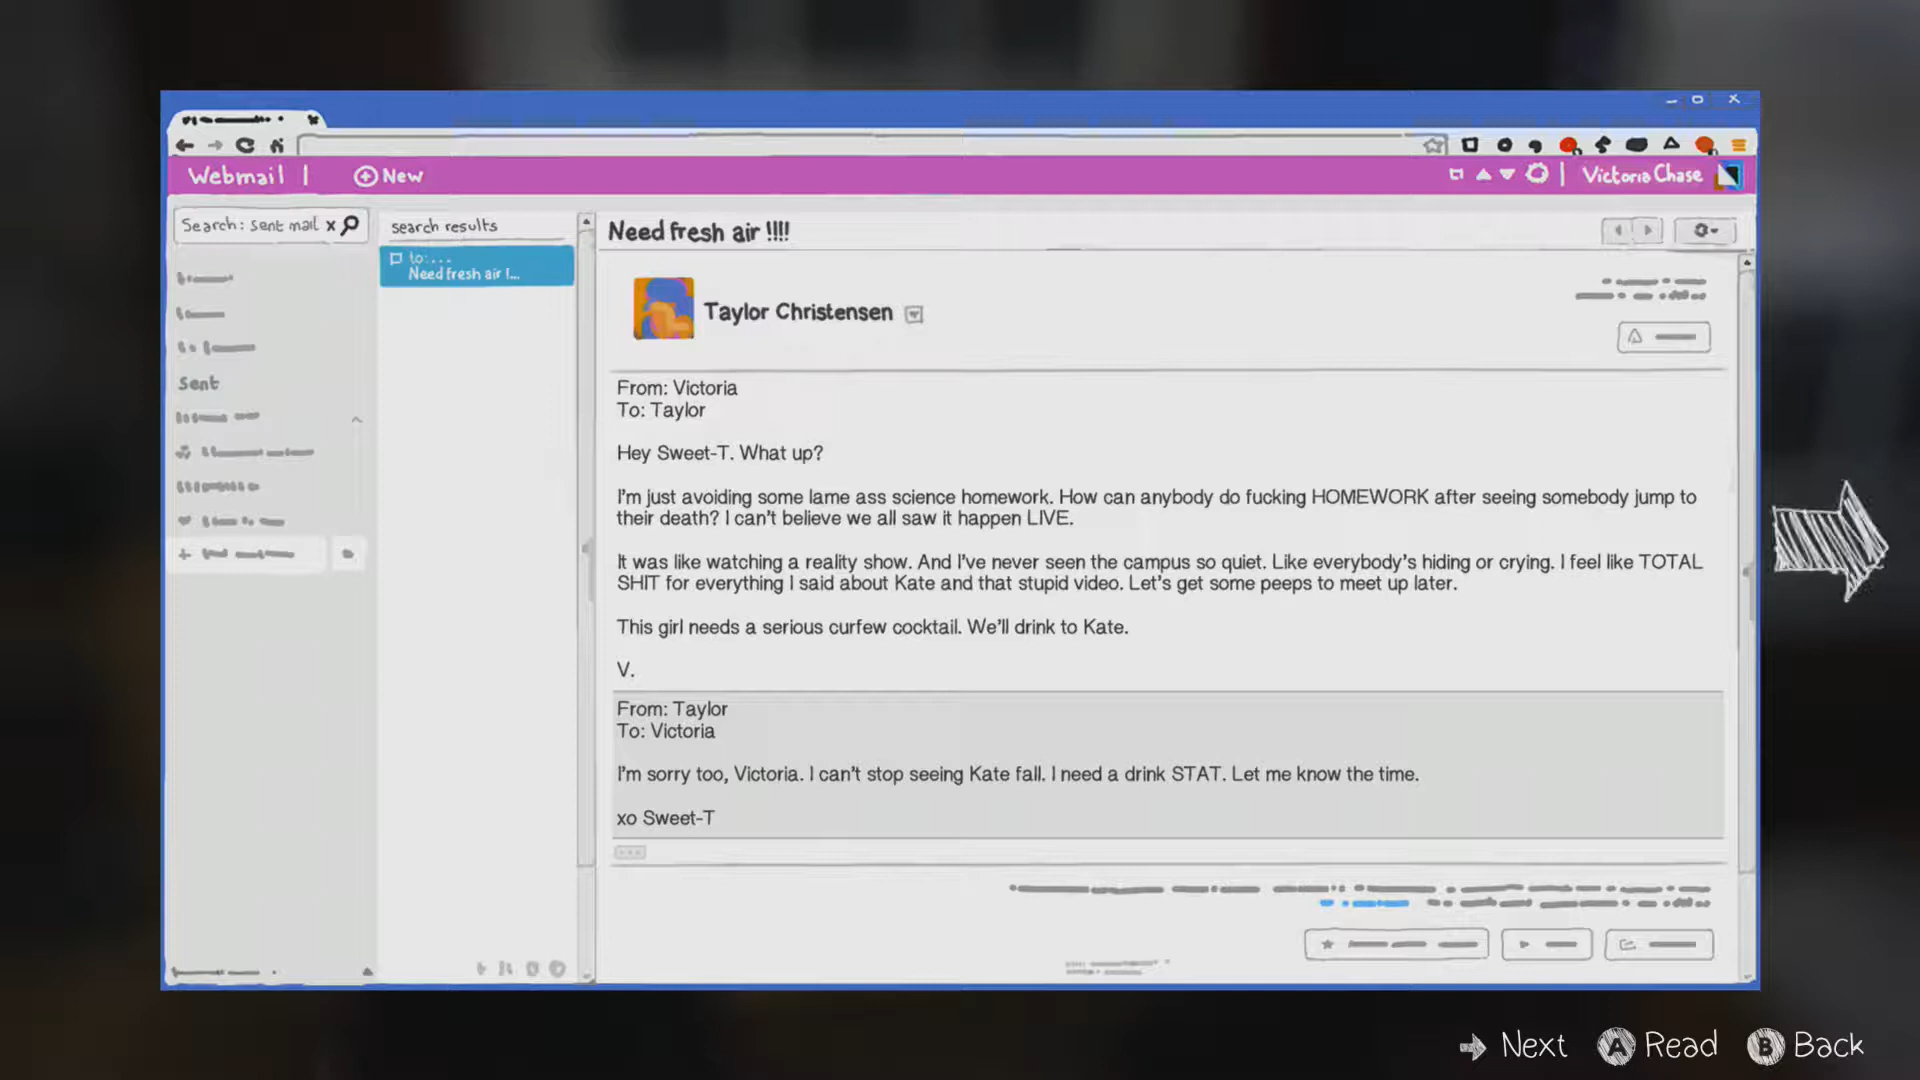 Webmail | New
Victoria Chase
Search: sent mail x
search results
to:...
Need fresh air !...
Sent
Need fresh air !!!!
Taylor Christensen
From: Victoria
To: Taylor
Hey Sweet-T. What up?
I'm just avoiding some lame ass science homework. How can anybody do fucking HOMEWORK after seeing somebody jump to
their death? I can't believe we all saw it happen LIVE.
It was like watching a reality show. And I've never seen the campus so quiet. Like everybody's hiding or crying. I feel like TOTAL
SHIT for everything I said about Kate and that stupid video. Let's get some peeps to meet up later.
This girl needs a serious curfew cocktail. We'll drink to Kate.
V.
From: Taylor
To: Victoria
I'm sorry too, Victoria. I can't stop seeing Kate fall. I need a drink STAT. Let me know the time.
xo Sweet-T
Next A Read B Back